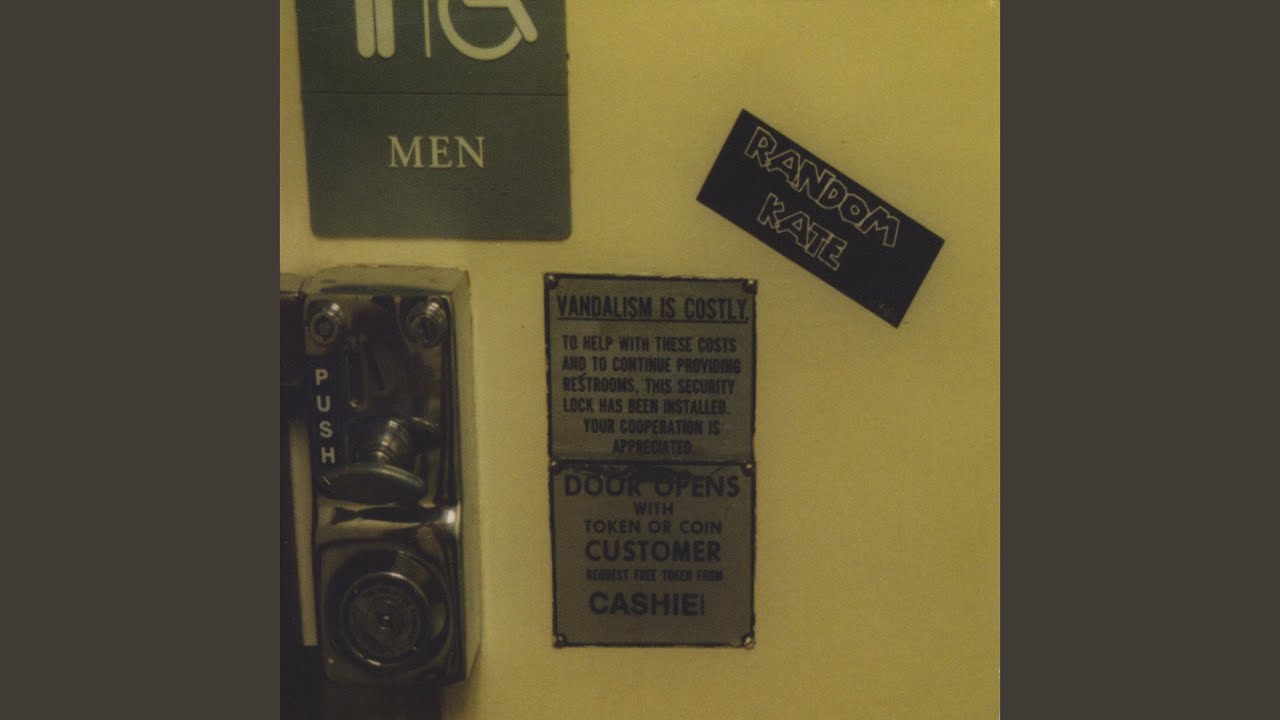 MEN
RANDOM
KATE
PUSH
VANDALISM IS COSTLY.
TO HELP WITH THESE COSTS
AND TO CONTINUE PROVIDING
RESTROOMS, THIS SECURITY
LOCK HAS BEEN INSTALLED.
YOUR COOPERATION IS
APPRECIATED.
DOOR OPENS
WITH
TOKEN OR COIN
CUSTOMER
REQUEST FREE TOKEN FROM
CASHIE